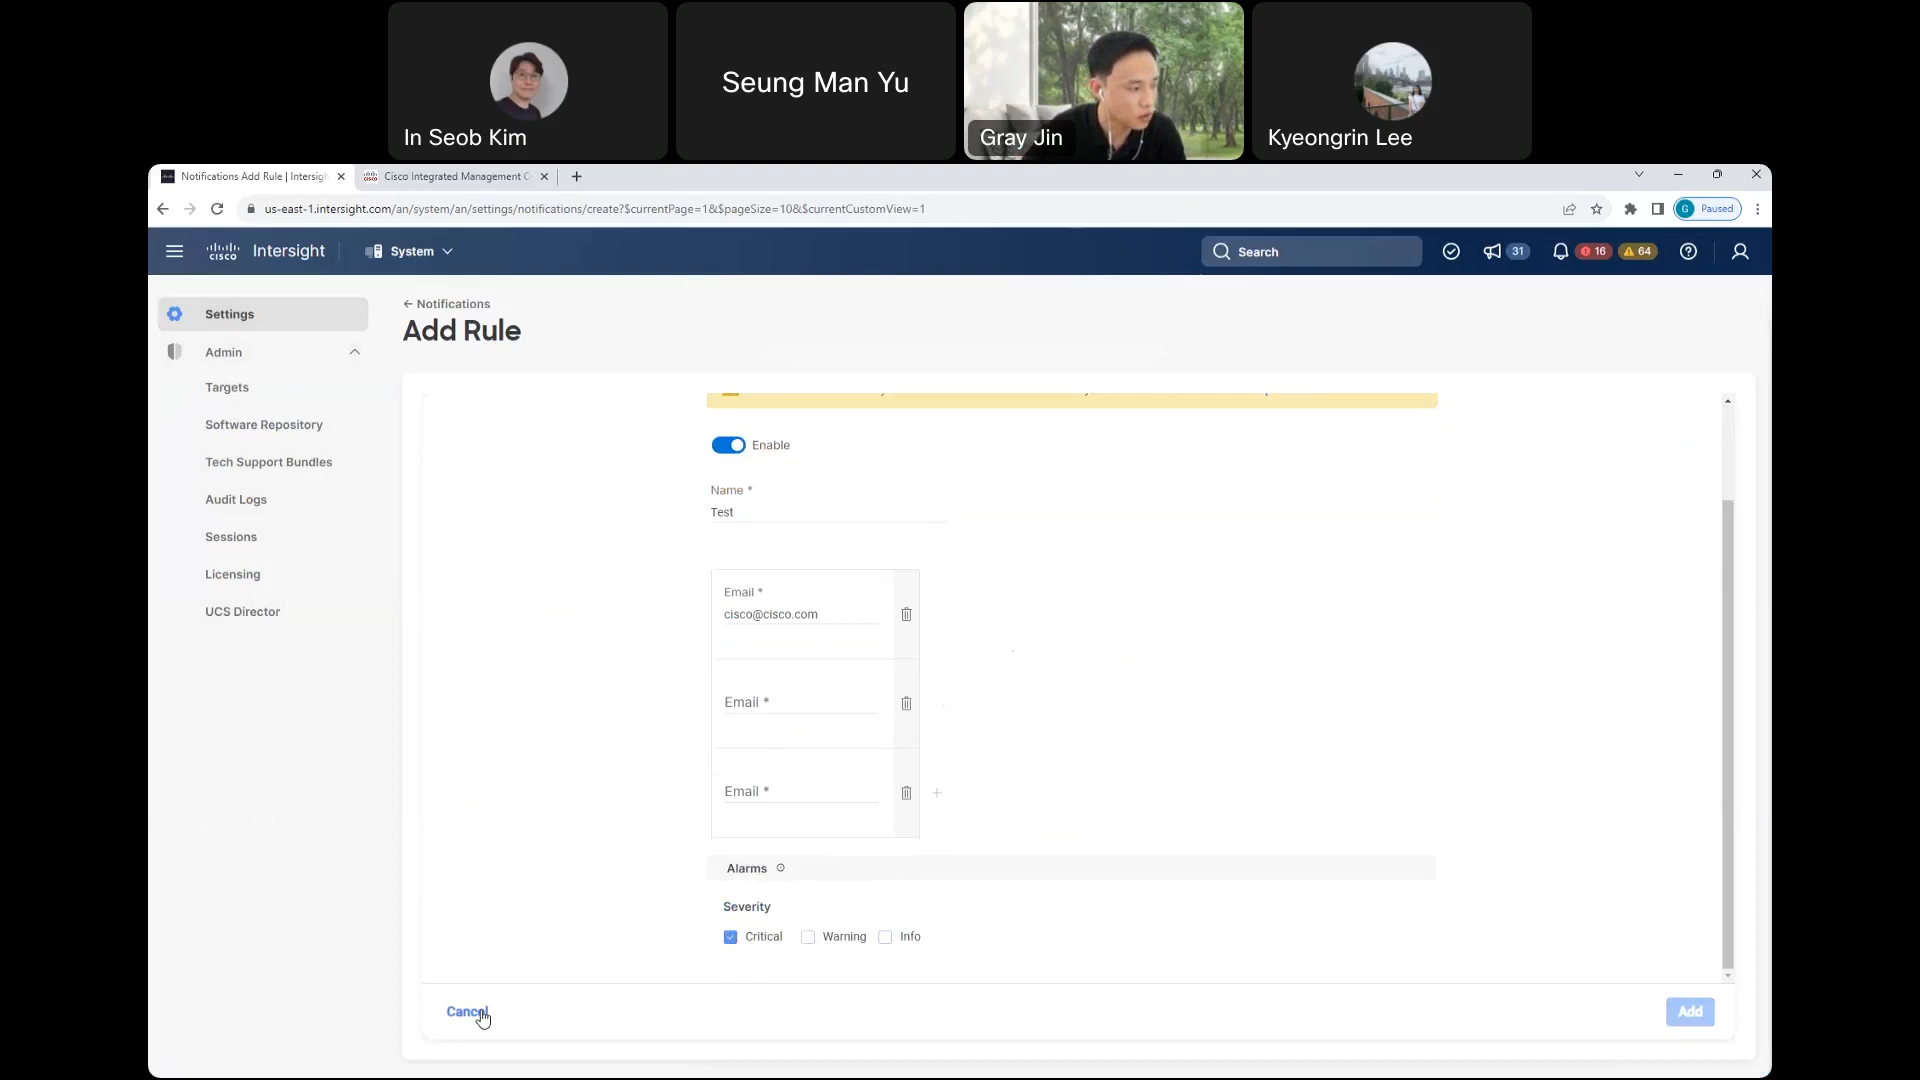 In Seob Kim
Seung Man Yu
Gray Jin
Kyeongrin Lee
Notifications Add Rule | Intersigh
Cisco Integrated Management C
us-east-1.intersight.com/an/system/an/settings/notifications/create?$currentPage=1&$pageSize=10&$currentCustomView=1
G Paused
CISCO Intersight
System
Search
31
16
64
Settings
Admin
Targets
Software Repository
Tech Support Bundles
Audit Logs
Sessions
Licensing
UCS Director
← Notifications
Add Rule
Enable
Name *
Test
Email *
cisco@cisco.com
Email *
Email *
Alarms
Severity
Critical
Warning
Info
Cancel
Add